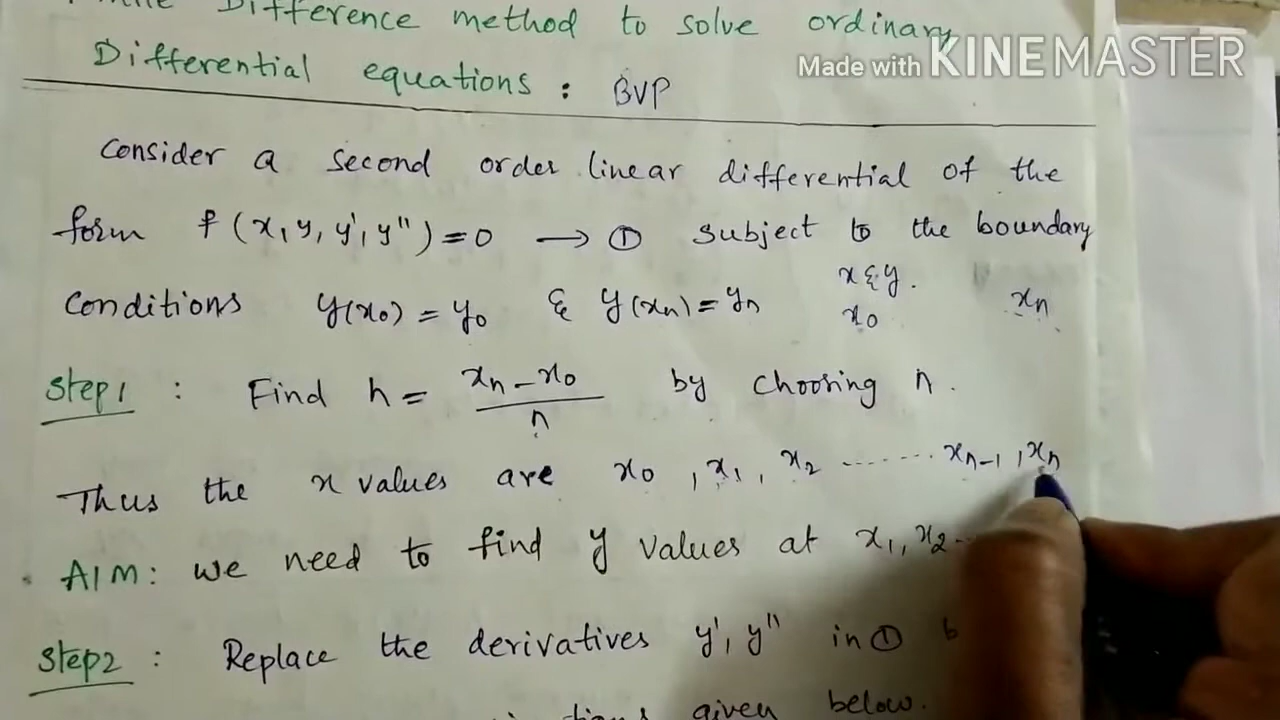 Difference method to solve ordinary
Made with KINEMASTER
Differential equations : BVP
Consider a second order linear differential of the
form f(x, y, y', y'') = 0 → ① subject to the boundary
x & y.
conditions y(x₀) = y₀ & y(xₙ) = yₙ x₀ xₙ
Step1 : Find h = (xₙ - x₀)/n by choosing n.
Thus the x values are x₀, x₁, x₂ ........ xₙ₋₁, xₙ
AIM: we need to find y values at x₁, x₂..
Step2 : Replace the derivatives y', y'' in ①
given below.